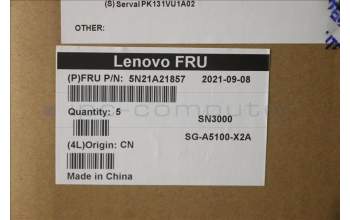 (S) Serval PK131VU1A02
OTHER:
Lenovo FRU
(P)FRU P/N: 5N21A21857 2021-09-08
Quantity: 5
SN3000
SG-A5100-X2A
(4L)Origin: CN
Made in China